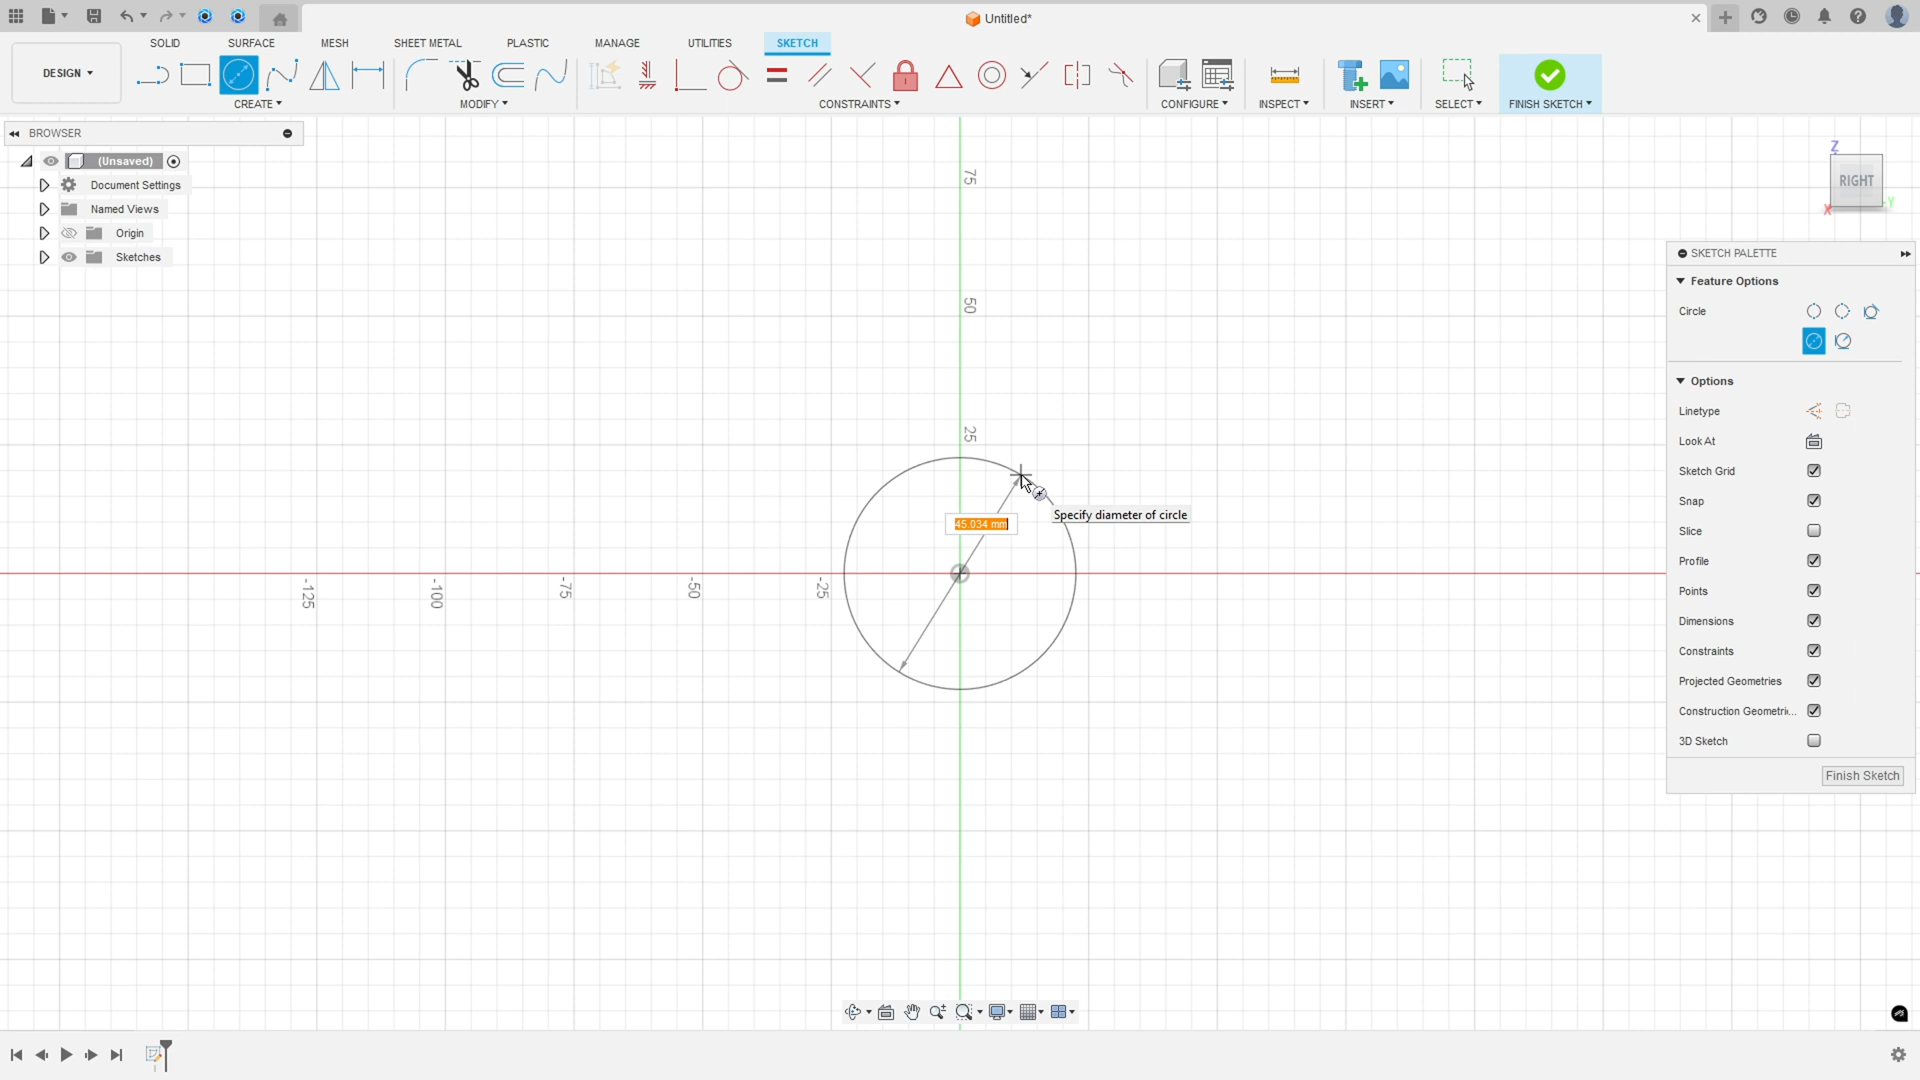 Untitled*
SOLID
SURFACE
MESH
SHEET METAL
PLASTIC
MANAGE
UTILITIES
SKETCH
DESIGN
CREATE
MODIFY
CONSTRAINTS
CONFIGURE
INSPECT
INSERT
SELECT
FINISH SKETCH
BROWSER
(Unsaved)
Document Settings
Named Views
Origin
Sketches
75
50
25
-125
-100
-75
-50
-25
45.034 mm
Specify diameter of circle
Z
RIGHT
X
Y
SKETCH PALETTE
Feature Options
Circle
Options
Linetype
Look At
Sketch Grid
Snap
Slice
Profile
Points
Dimensions
Constraints
Projected Geometries
Construction Geometri...
3D Sketch
Finish Sketch